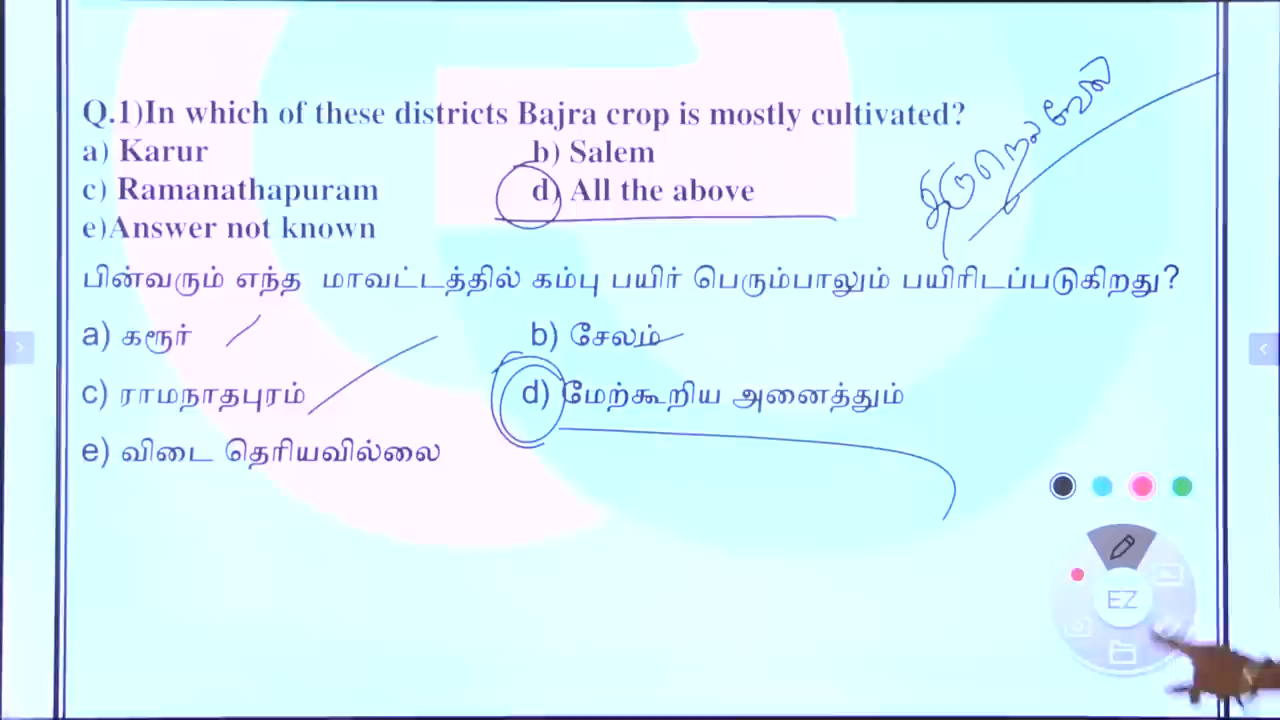 Q.1)In which of these districts Bajra crop is mostly cultivated?
a) Karur b) Salem
c) Ramanathapuram d) All the above
e)Answer not known
பின்வரும் எந்த மாவட்டத்தில் கம்பு பயிர் பெரும்பாலும் பயிரிடப்படுகிறது?
a) கரூர் b) சேலம்
c) ராமநாதபுரம் d) மேற்கூறிய அனைத்தும்
e) விடை தெரியவில்லை
EZ